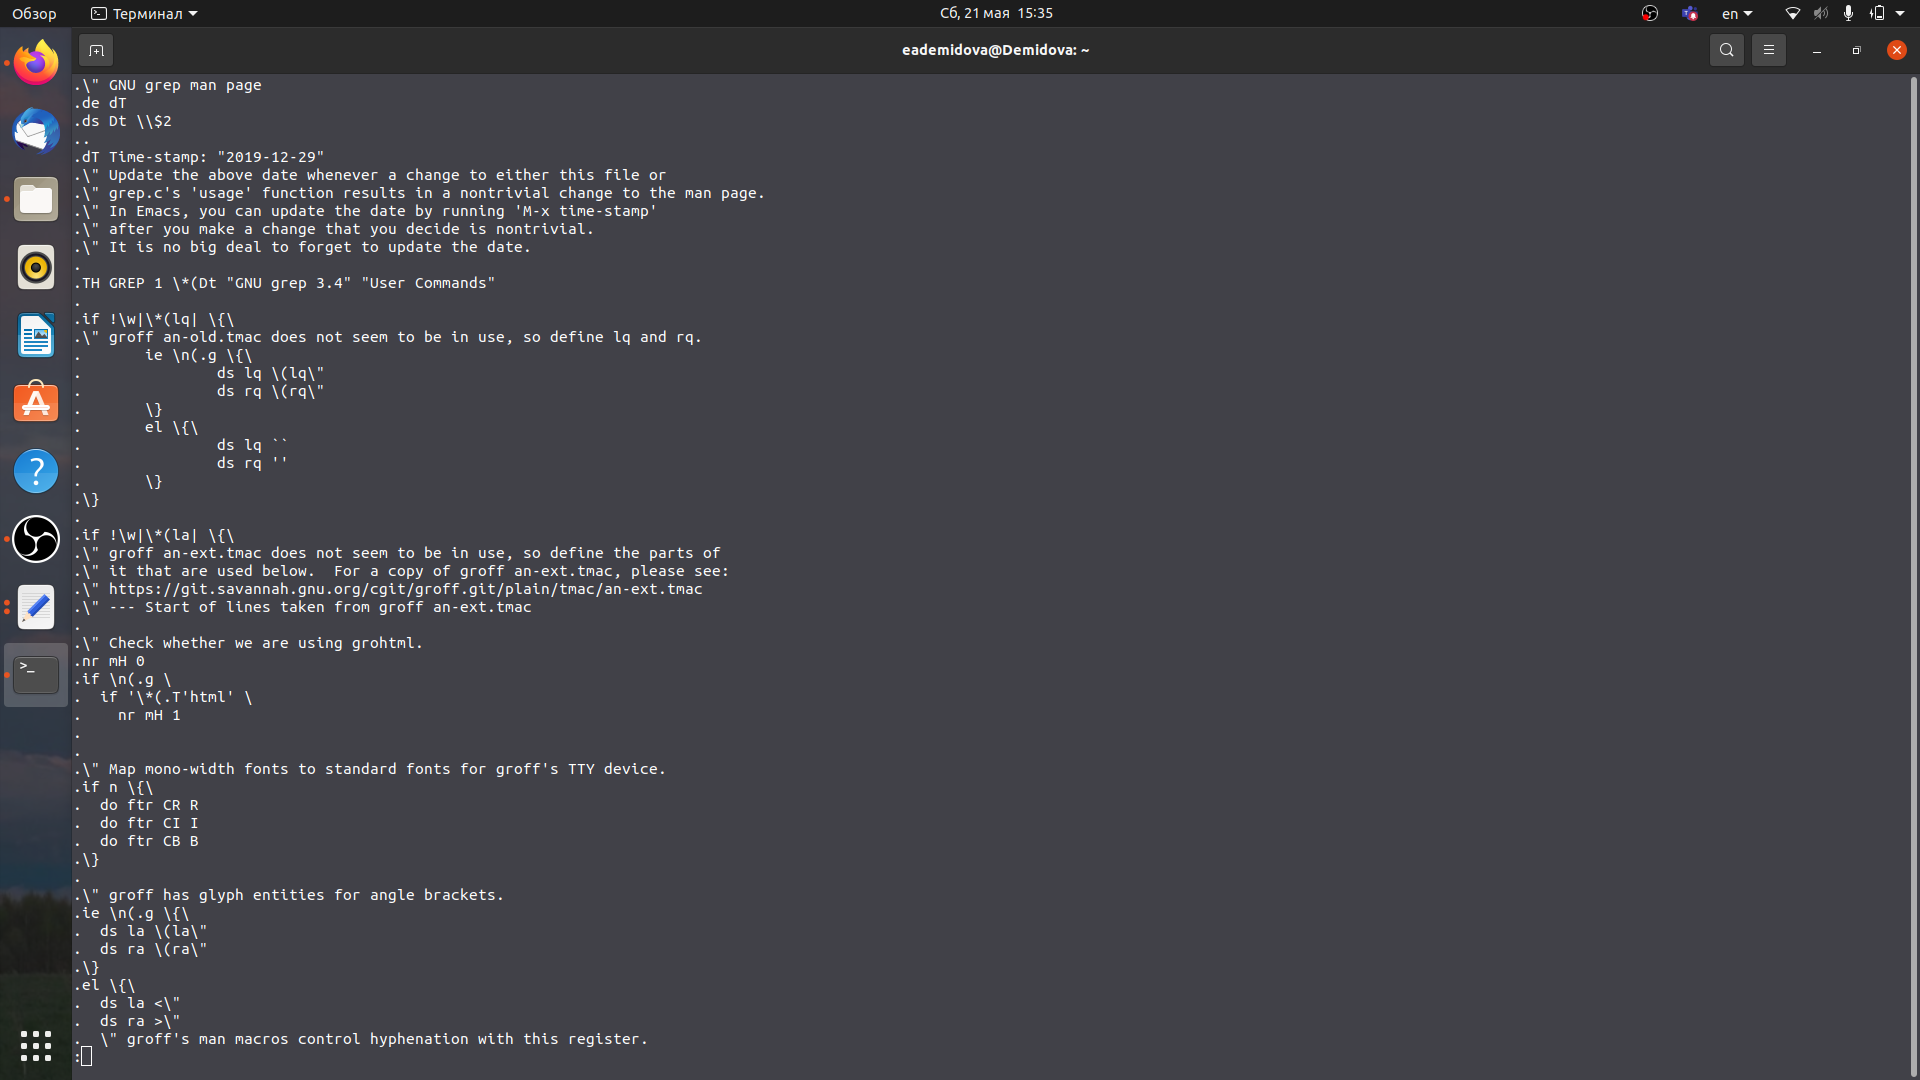 Обзор
Терминал
Сб, 21 мая 15:35
en
eademidova@Demidova: ~
.\" GNU grep man page
.de dT
.ds Dt \\$2
..
.dT Time-stamp: "2019-12-29"
.\" Update the above date whenever a change to either this file or
.\" grep.c's 'usage' function results in a nontrivial change to the man page.
.\" In Emacs, you can update the date by running 'M-x time-stamp'
.\" after you make a change that you decide is nontrivial.
.\" It is no big deal to forget to update the date.
.
.TH GREP 1 \*(Dt "GNU grep 3.4" "User Commands"
.
.if !\w|\*(lq| \{\
.\" groff an-old.tmac does not seem to be in use, so define lq and rq.
.       ie \n(.g \{\
.               ds lq \(lq\"
.               ds rq \(rq\"
.       \}
.       el \{\
.               ds lq ``
.               ds rq ''
.       \}
.\}
.
.if !\w|\*(la| \{\
.\" groff an-ext.tmac does not seem to be in use, so define the parts of
.\" it that are used below.  For a copy of groff an-ext.tmac, please see:
.\" https://git.savannah.gnu.org/cgit/groff.git/plain/tmac/an-ext.tmac
.\" --- Start of lines taken from groff an-ext.tmac
.
.\" Check whether we are using grohtml.
.nr mH 0
.if \n(.g \
.  if '\*(.T'html' \
.    nr mH 1
.
.
.\" Map mono-width fonts to standard fonts for groff's TTY device.
.if n \{\
.  do ftr CR R
.  do ftr CI I
.  do ftr CB B
.\}
.
.\" groff has glyph entities for angle brackets.
.ie \n(.g \{\
.  ds la \(la\"
.  ds ra \(ra\"
.\}
.el \{\
.  ds la <\"
.  ds ra >\"
.  \" groff's man macros control hyphenation with this register.
: